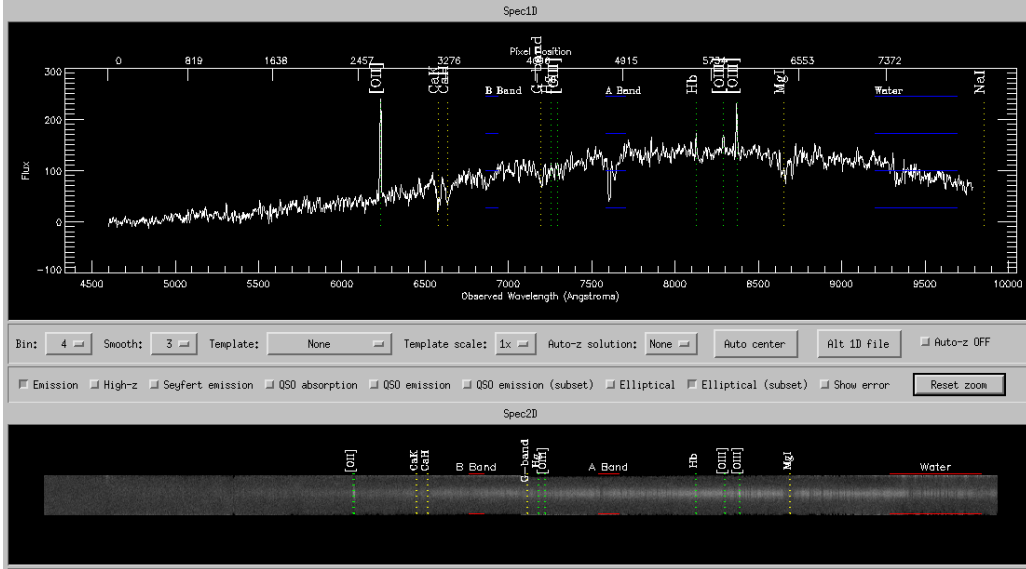 Spec1D
Pixel Position
0 819 1638 2457 3276 4915 6553 7372
[OII] CaK CaH G-band Hb [OIII] [OIII] MgI NaI
B Band A Band Water
300
200
100
0
-100
Flux
4500 5000 5500 6000 6500 7000 7500 8000 8500 9000 9500 10000
Observed Wavelength (Angstroms)
Bin: 4 Smooth: 3 Template: None Template scale: 1x Auto-z solution: None Auto center Alt 1D file Auto-z OFF
Emission High-z Seyfert emission QSO absorption QSO emission QSO emission (subset) Elliptical Elliptical (subset) Show error Reset zoom
Spec2D
[OII] CaK CaH B Band G-band Hg [OIII] A Band Hb [OIII] [OIII] MgI Water